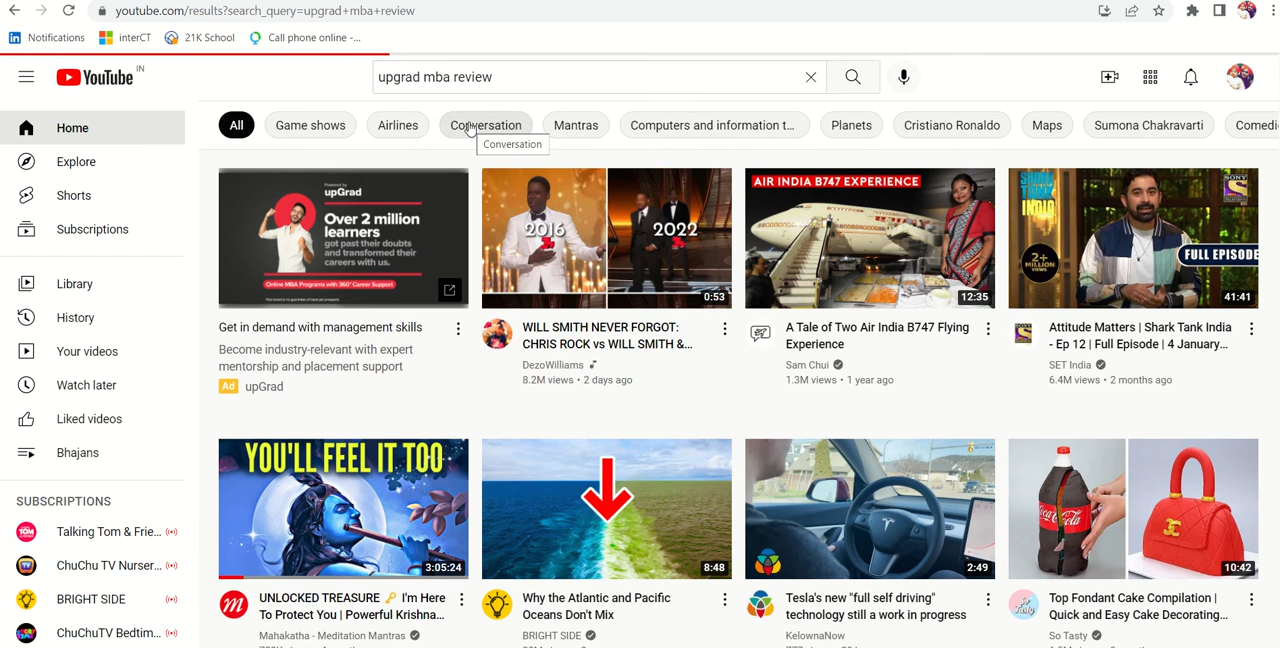 youtube.com/results?search_query=upgrad+mba+review
Notifications
interCT
21K School
Call phone online -...
YouTube IN
upgrad mba review
All
Game shows
Airlines
Conversation
Mantras
Computers and information t...
Planets
Cristiano Ronaldo
Maps
Sumona Chakravarti
Comedi
Conversation
Home
Explore
Shorts
Subscriptions
Library
History
Your videos
Watch later
Liked videos
Bhajans
SUBSCRIPTIONS
Talking Tom & Frie...
ChuChu TV Nurser...
BRIGHT SIDE
ChuChuTV Bedtim...
Powered by
upGrad
Over 2 million
learners
got past their doubts
and transformed their
careers with us.
Online MBA Programs with 360° Career Support
Get in demand with management skills
Become industry-relevant with expert
mentorship and placement support
Ad upGrad
2016
2022
0:53
WILL SMITH NEVER FORGOT:
CHRIS ROCK vs WILL SMITH &...
DezoWilliams
8.2M views • 2 days ago
AIR INDIA B747 EXPERIENCE
12:35
A Tale of Two Air India B747 Flying
Experience
Sam Chui
1.3M views • 1 year ago
SHARK
TANK
INDIA
SONY
2+
MILLION
VIEWS
FULL EPISODE
41:41
Attitude Matters | Shark Tank India
- Ep 12 | Full Episode | 4 January...
SET India
6.4M views • 2 months ago
YOU'LL FEEL IT TOO
3:05:24
UNLOCKED TREASURE 🔑 I'm Here
To Protect You | Powerful Krishna...
Mahakatha - Meditation Mantras
8:48
Why the Atlantic and Pacific
Oceans Don't Mix
BRIGHT SIDE
2:49
Tesla's new "full self driving"
technology still a work in progress
KelownaNow
Coca-Cola
10:42
Top Fondant Cake Compilation |
Quick and Easy Cake Decorating...
So Tasty